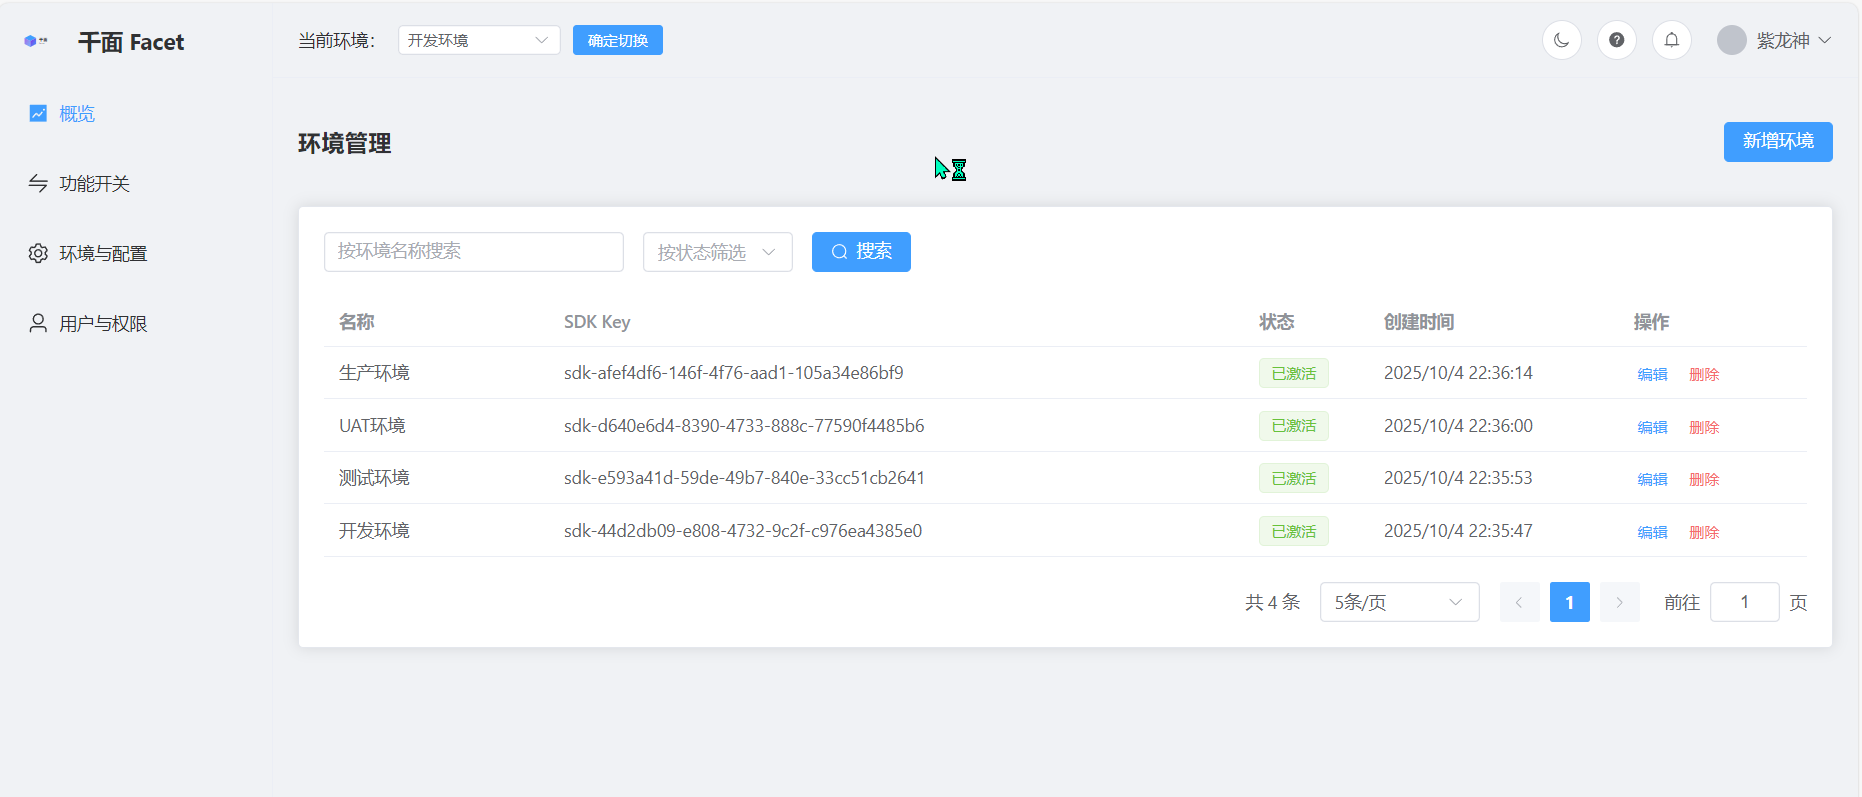 千面 Facet
当前环境： 开发环境 确定切换
紫龙神
概览
功能开关
环境与配置
用户与权限
环境管理
新增环境
按环境名称搜索 按状态筛选 搜索
名称 SDK Key 状态 创建时间 操作
生产环境 sdk-afef4df6-146f-4f76-aad1-105a34e86bf9 已激活 2025/10/4 22:36:14 编辑 删除
UAT环境 sdk-d640e6d4-8390-4733-888c-77590f4485b6 已激活 2025/10/4 22:36:00 编辑 删除
测试环境 sdk-e593a41d-59de-49b7-840e-33cc51cb2641 已激活 2025/10/4 22:35:53 编辑 删除
开发环境 sdk-44d2db09-e808-4732-9c2f-c976ea4385e0 已激活 2025/10/4 22:35:47 编辑 删除
共 4 条 5条/页 1 前往 1 页